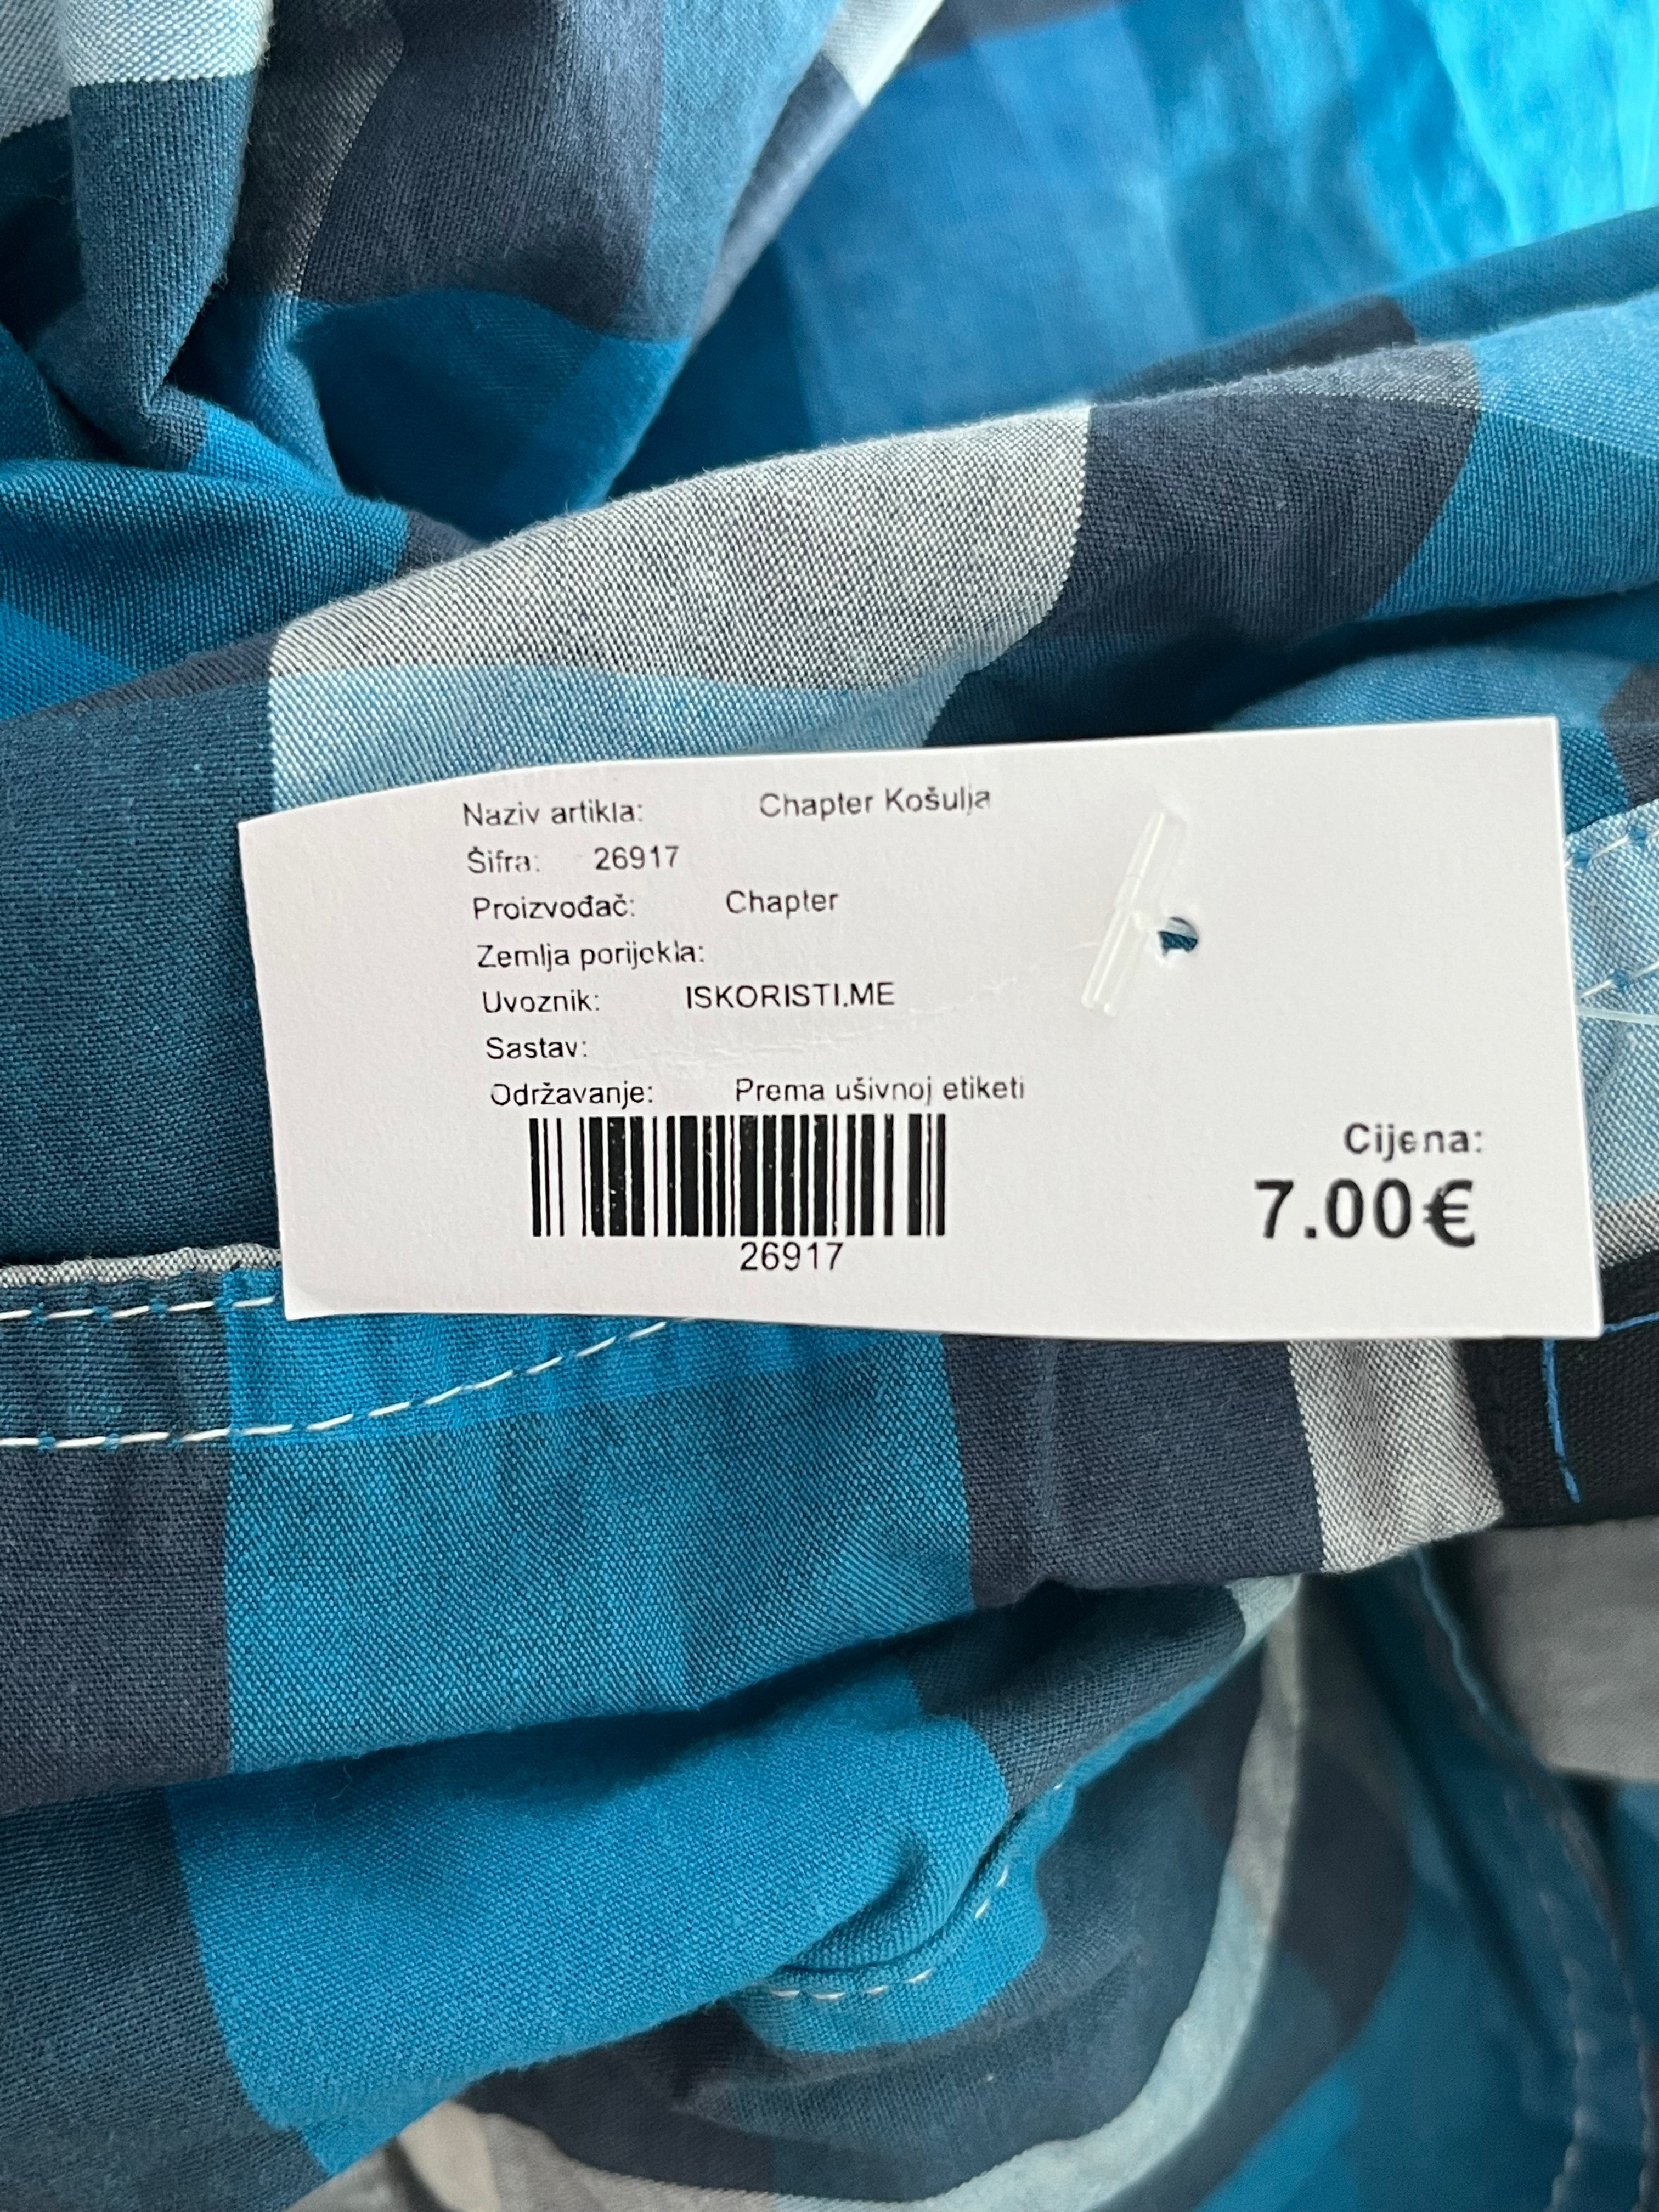 Naziv artikla: Chapter Košulja
Šifra: 26917
Proizvođač: Chapter
Zemlja porijekla:
Uvoznik: ISKORISTI.ME
Sastav:
Održavanje: Prema ušivnoj etiketi
26917
Cijena:
7.00€